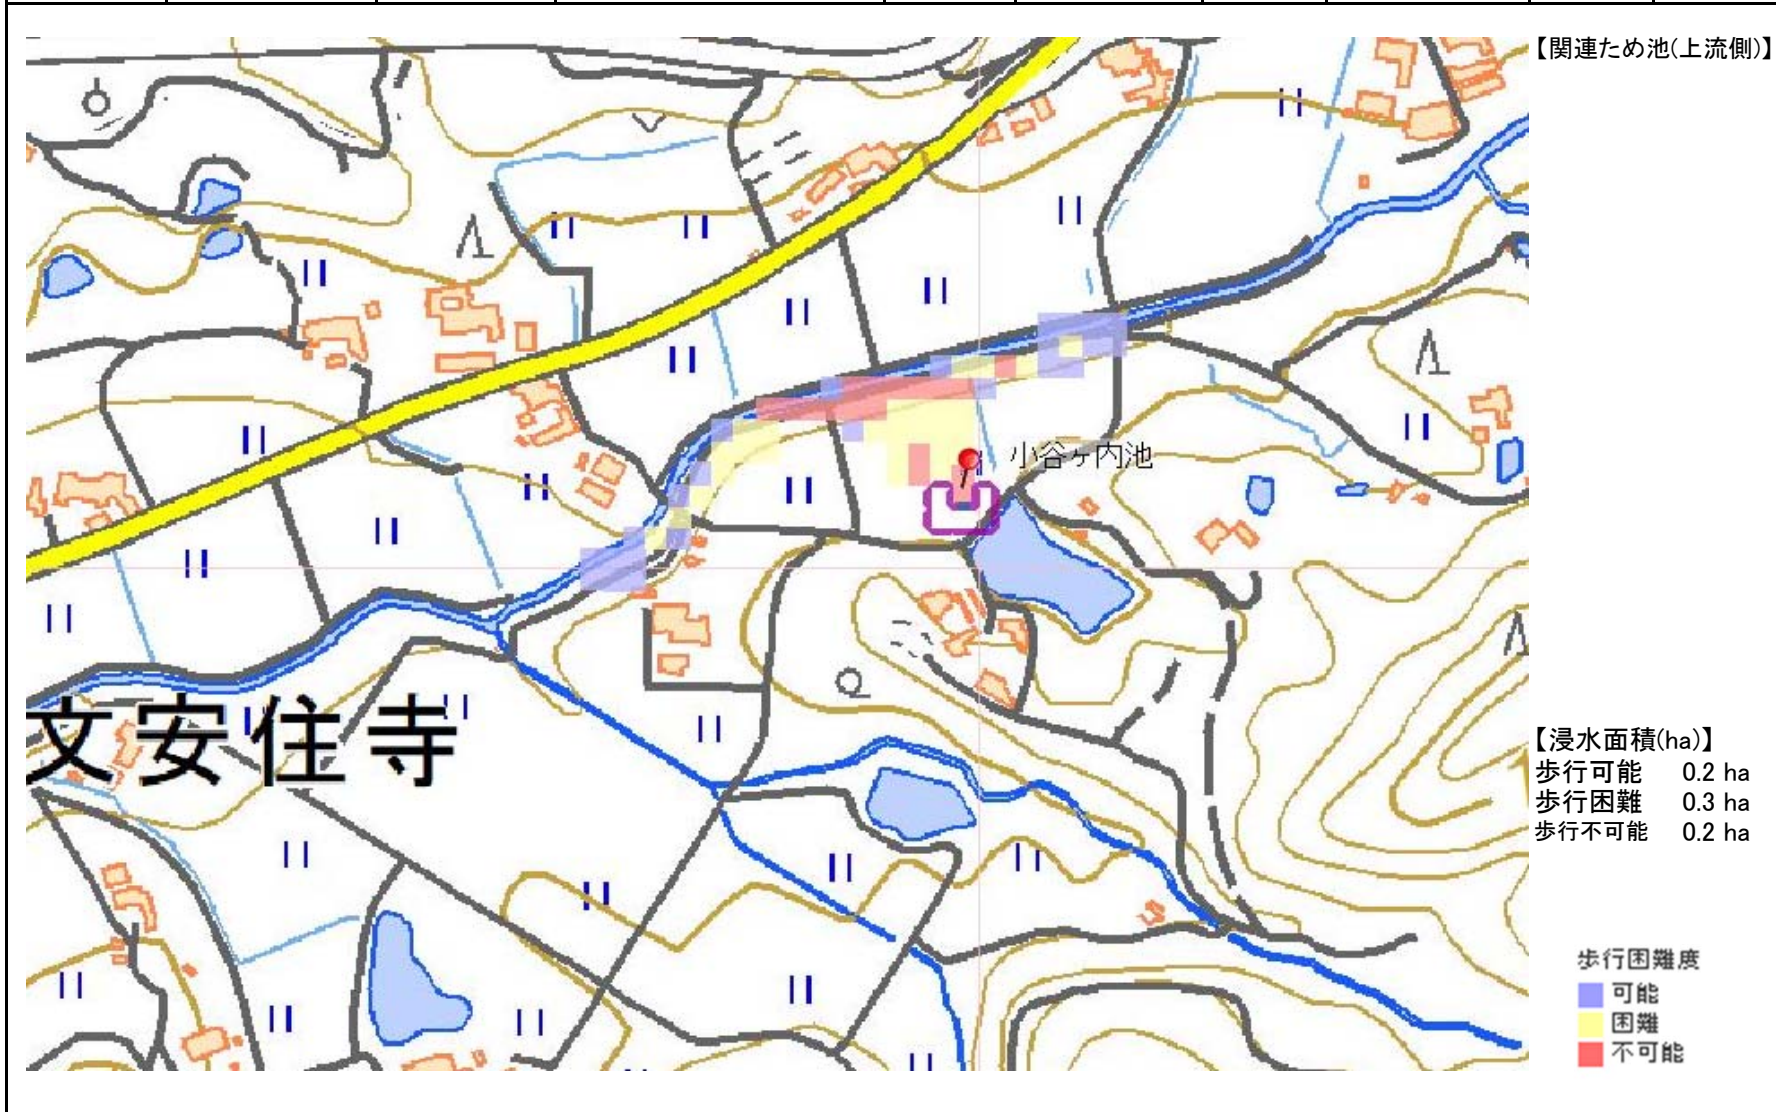 【関連ため池(上流側)】
小谷ヶ内池
文安住寺
【浸水面積(ha)】
歩行可能 0.2 ha
歩行困難 0.3 ha
歩行不可能 0.2 ha
歩行困難度
可能
困難
不可能